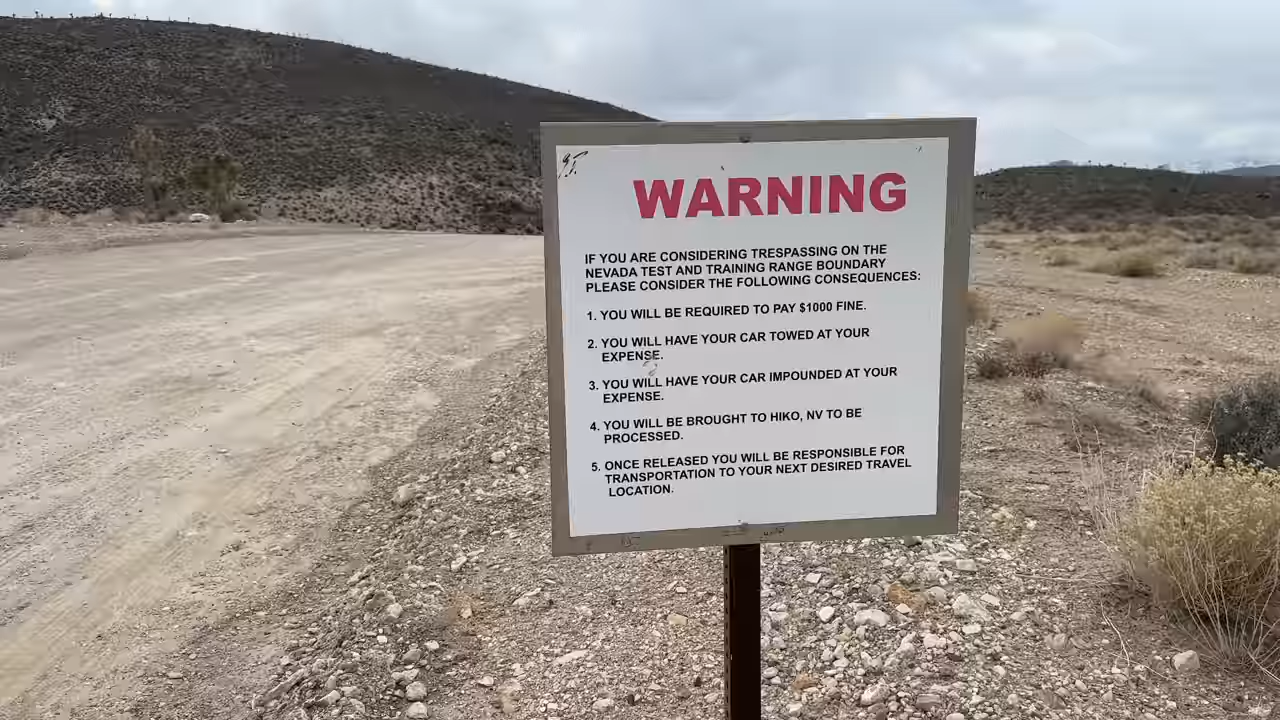 WARNING
IF YOU ARE CONSIDERING TRESPASSING ON THE
NEVADA TEST AND TRAINING RANGE BOUNDARY
PLEASE CONSIDER THE FOLLOWING CONSEQUENCES:
1. YOU WILL BE REQUIRED TO PAY $1000 FINE.
2. YOU WILL HAVE YOUR CAR TOWED AT YOUR
EXPENSE.
3. YOU WILL HAVE YOUR CAR IMPOUNDED AT YOUR
EXPENSE.
4. YOU WILL BE BROUGHT TO HIKO, NV TO BE
PROCESSED.
5. ONCE RELEASED YOU WILL BE RESPONSIBLE FOR
TRANSPORTATION TO YOUR NEXT DESIRED TRAVEL
LOCATION.